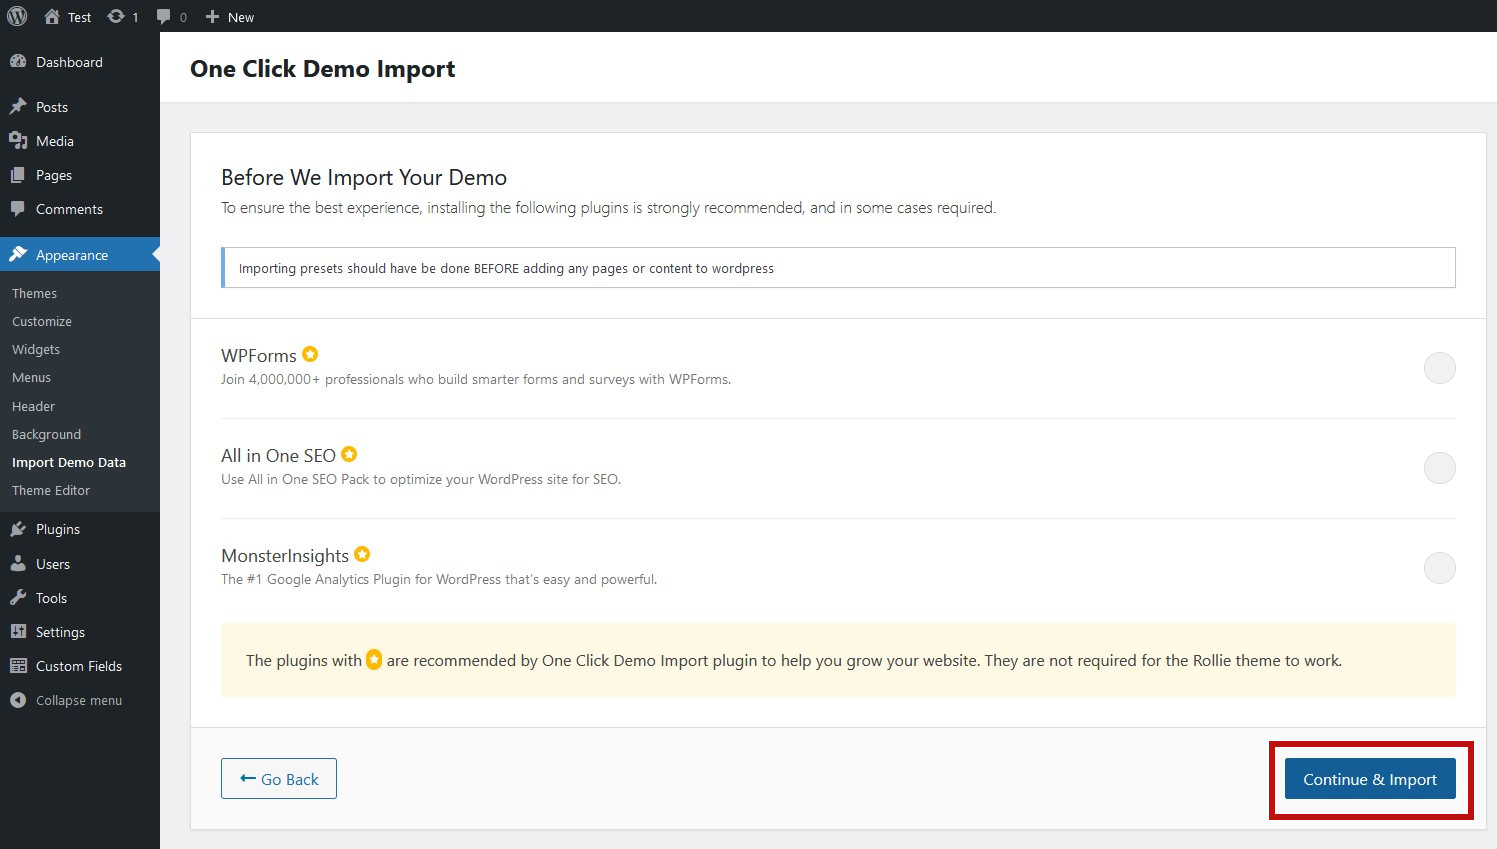 Test 1 0 New
Dashboard
Posts
Media
Pages
Comments
Appearance
Themes
Customize
Widgets
Menus
Header
Background
Import Demo Data
Theme Editor
Plugins
Users
Tools
Settings
Custom Fields
Collapse menu
One Click Demo Import
Before We Import Your Demo
To ensure the best experience, installing the following plugins is strongly recommended, and in some cases required.
Importing presets should have be done BEFORE adding any pages or content to wordpress
WPForms
Join 4,000,000+ professionals who build smarter forms and surveys with WPForms.
All in One SEO
Use All in One SEO Pack to optimize your WordPress site for SEO.
MonsterInsights
The #1 Google Analytics Plugin for WordPress that's easy and powerful.
The plugins with are recommended by One Click Demo Import plugin to help you grow your website. They are not required for the Rollie theme to work.
Go Back
Continue & Import